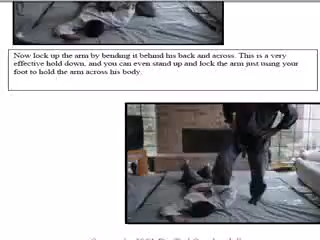 Now lock up the arm by bending it behind his back and across. This is a very
effective hold down, and you can even stand up and lock the arm just using your
foot to hold the arm across his body.